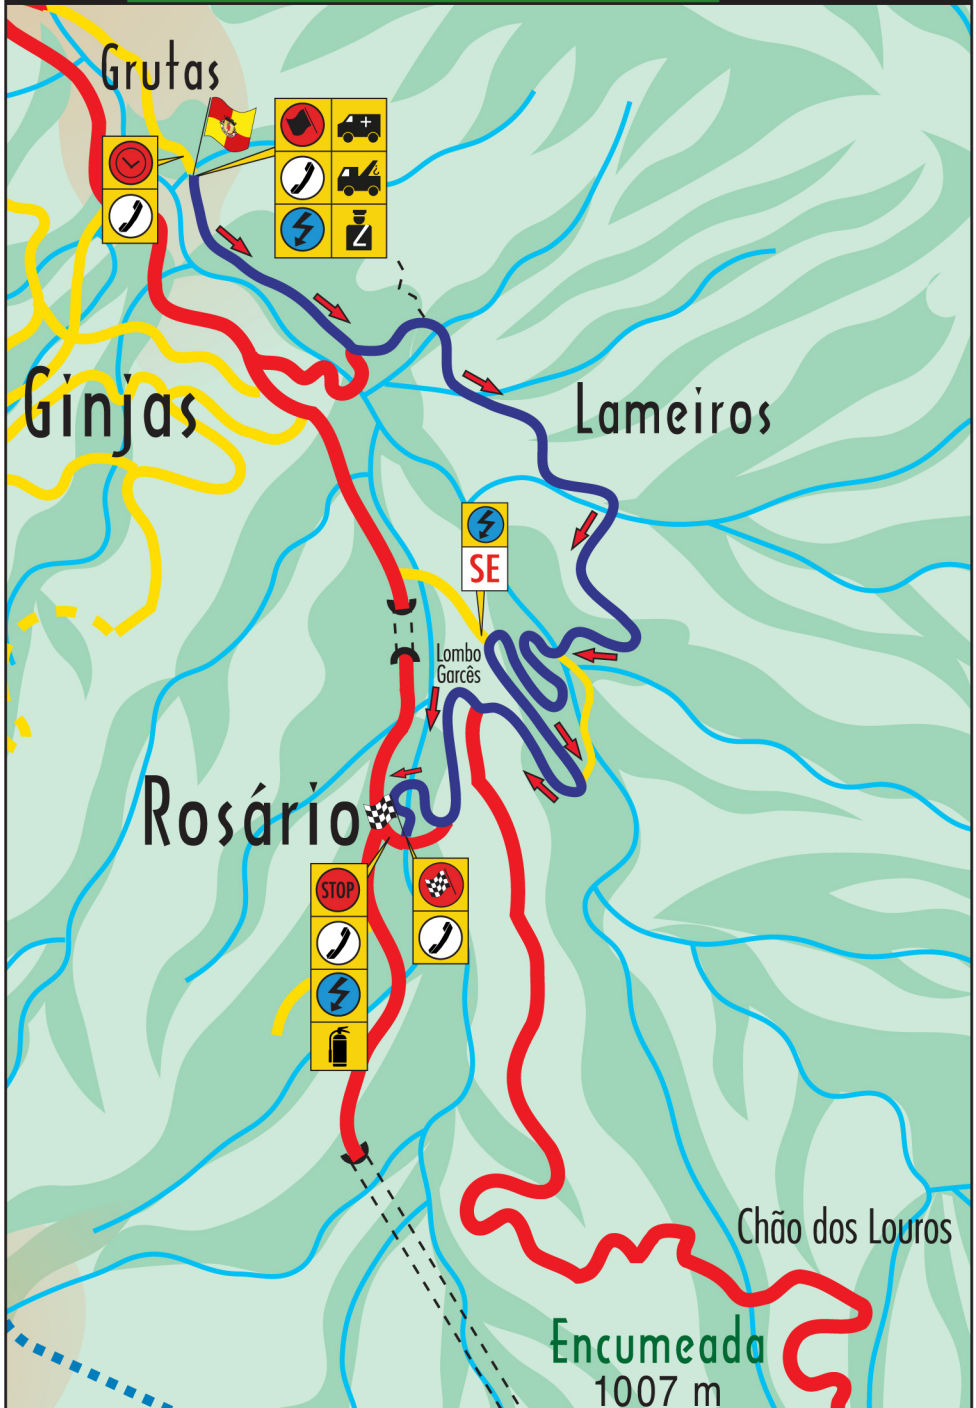 Grutas
Ginjas
Lameiros
SE
Lombo
Garcês
Rosário
STOP
Chão dos Louros
Encumeada
1007 m